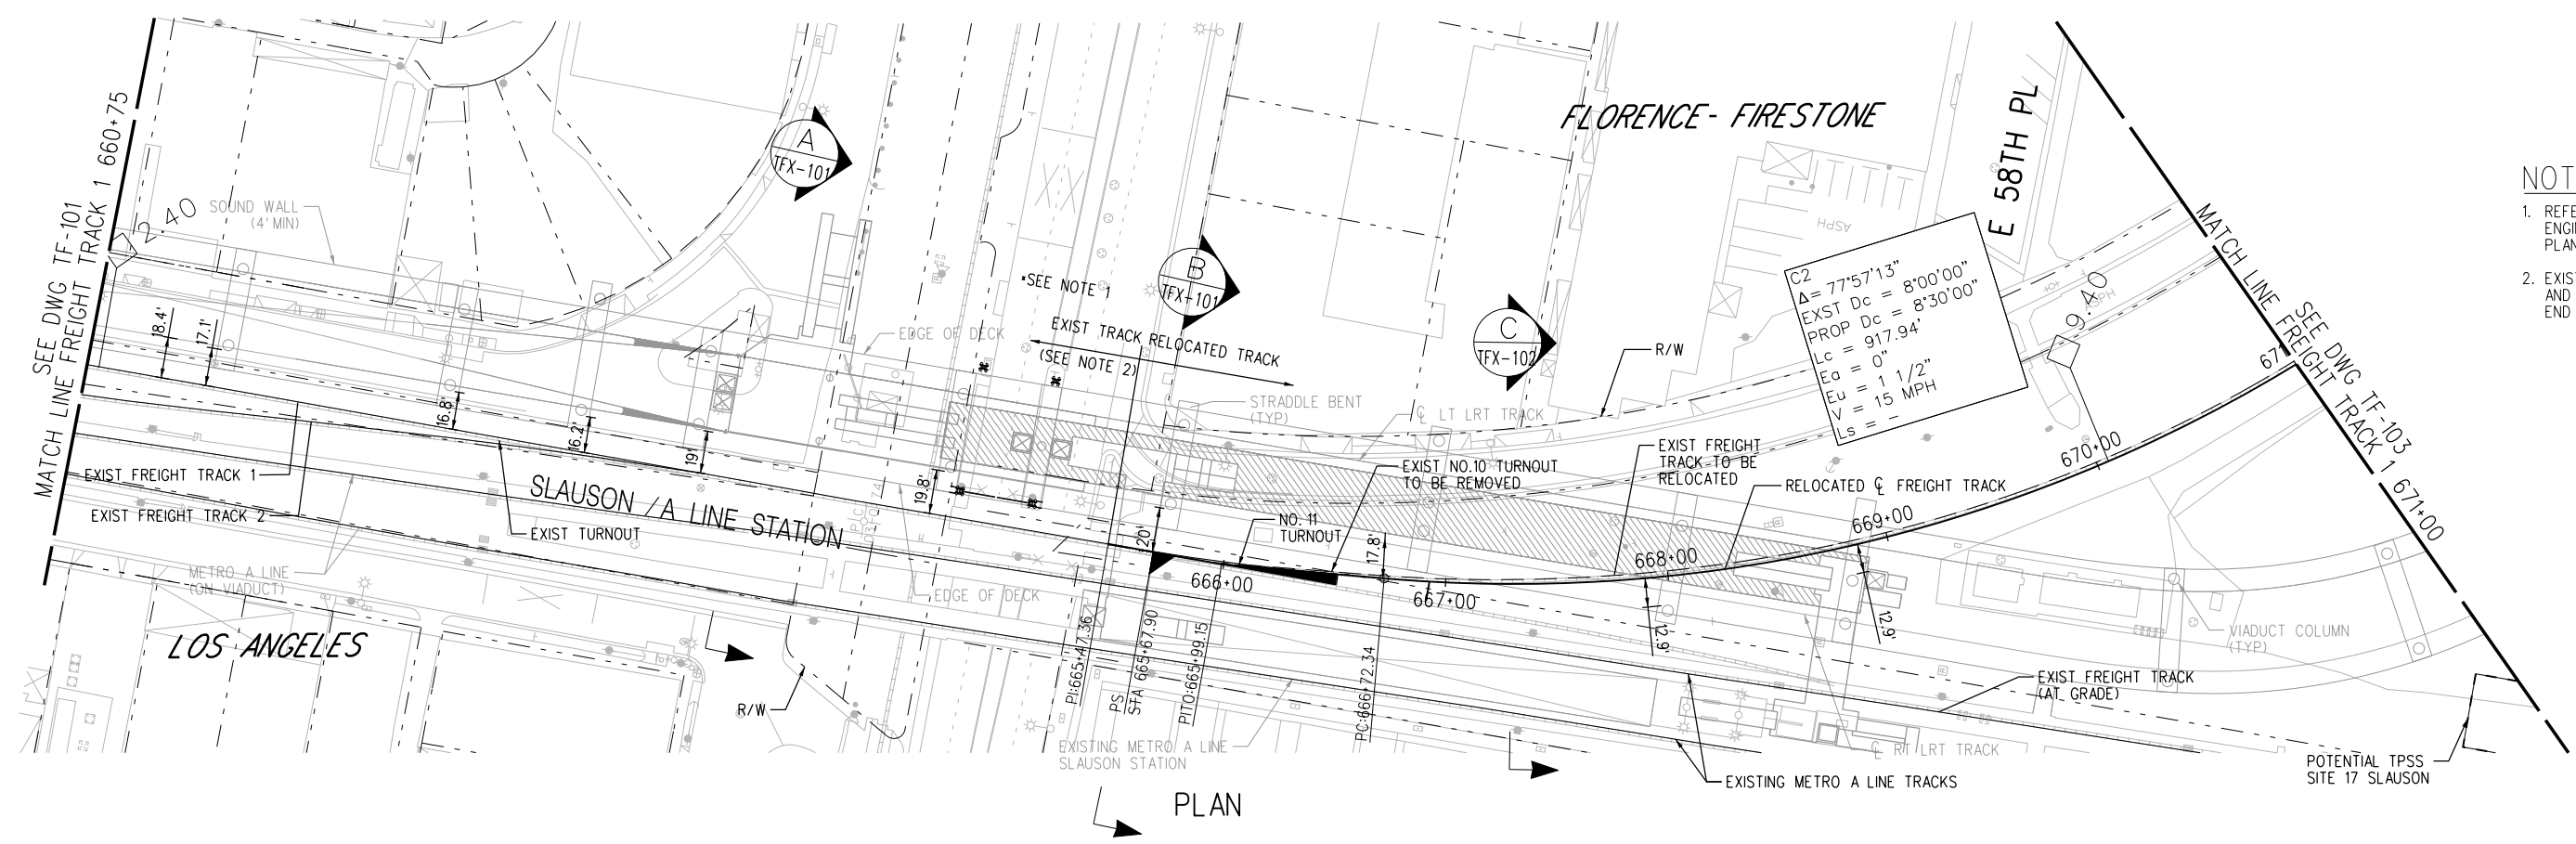 SEE DWG TF-101
MATCH LINE FREIGHT TRACK 1 660+75
2.40
SOUND WALL
(4' MIN)
18.4'
17.1'
16.8'
16.2'
19'
19.8'
EXIST FREIGHT TRACK 1
EXIST FREIGHT TRACK 2
EXIST TURNOUT
SLAUSON /A LINE STATION
METRO A LINE
(ON VIADUCT)
LOS ANGELES
R/W
A
TFX-101
B
TFX-101
C
TFX-102
EDGE OF DECK
*SEE NOTE 1
EXIST TRACK RELOCATED TRACK
(SEE NOTE 2)
STRADDLE BENT
(TYP)
℄ LT LRT TRACK
EXIST NO.10 TURNOUT
TO BE REMOVED
NO. 11
TURNOUT
17.8'
20'
EDGE OF DECK
666+00
667+00
668+00
669+00
670+00
PI:665+47.36
PS
STA 665+67.90
PITO:665+99.15
PC:666+72.34
EXISTING METRO A LINE
SLAUSON STATION
PLAN
FLORENCE- FIRESTONE
R/W
EXIST FREIGHT
TRACK TO BE
RELOCATED
RELOCATED ℄ FREIGHT TRACK
12.9'
12.9'
C2
Δ= 77°57'13"
EXST Dc = 8°00'00"
PROP Dc = 8°30'00"
Lc = 917.94'
Ea = 0"
Eu = 1 1/2"
V = 15 MPH
Ls = -
ASPH
E 58TH PL
9.40
ASPH
MATCH LINE FREIGHT TRACK 1 671+00
SEE DWG TF-103
VIADUCT COLUMN
(TYP)
EXIST FREIGHT TRACK
(AT GRADE)
℄ RT LRT TRACK
EXISTING METRO A LINE TRACKS
POTENTIAL TPSS
SITE 17 SLAUSON
NOT
1. REFE
ENGI
PLAN
2. EXIS
AND
END